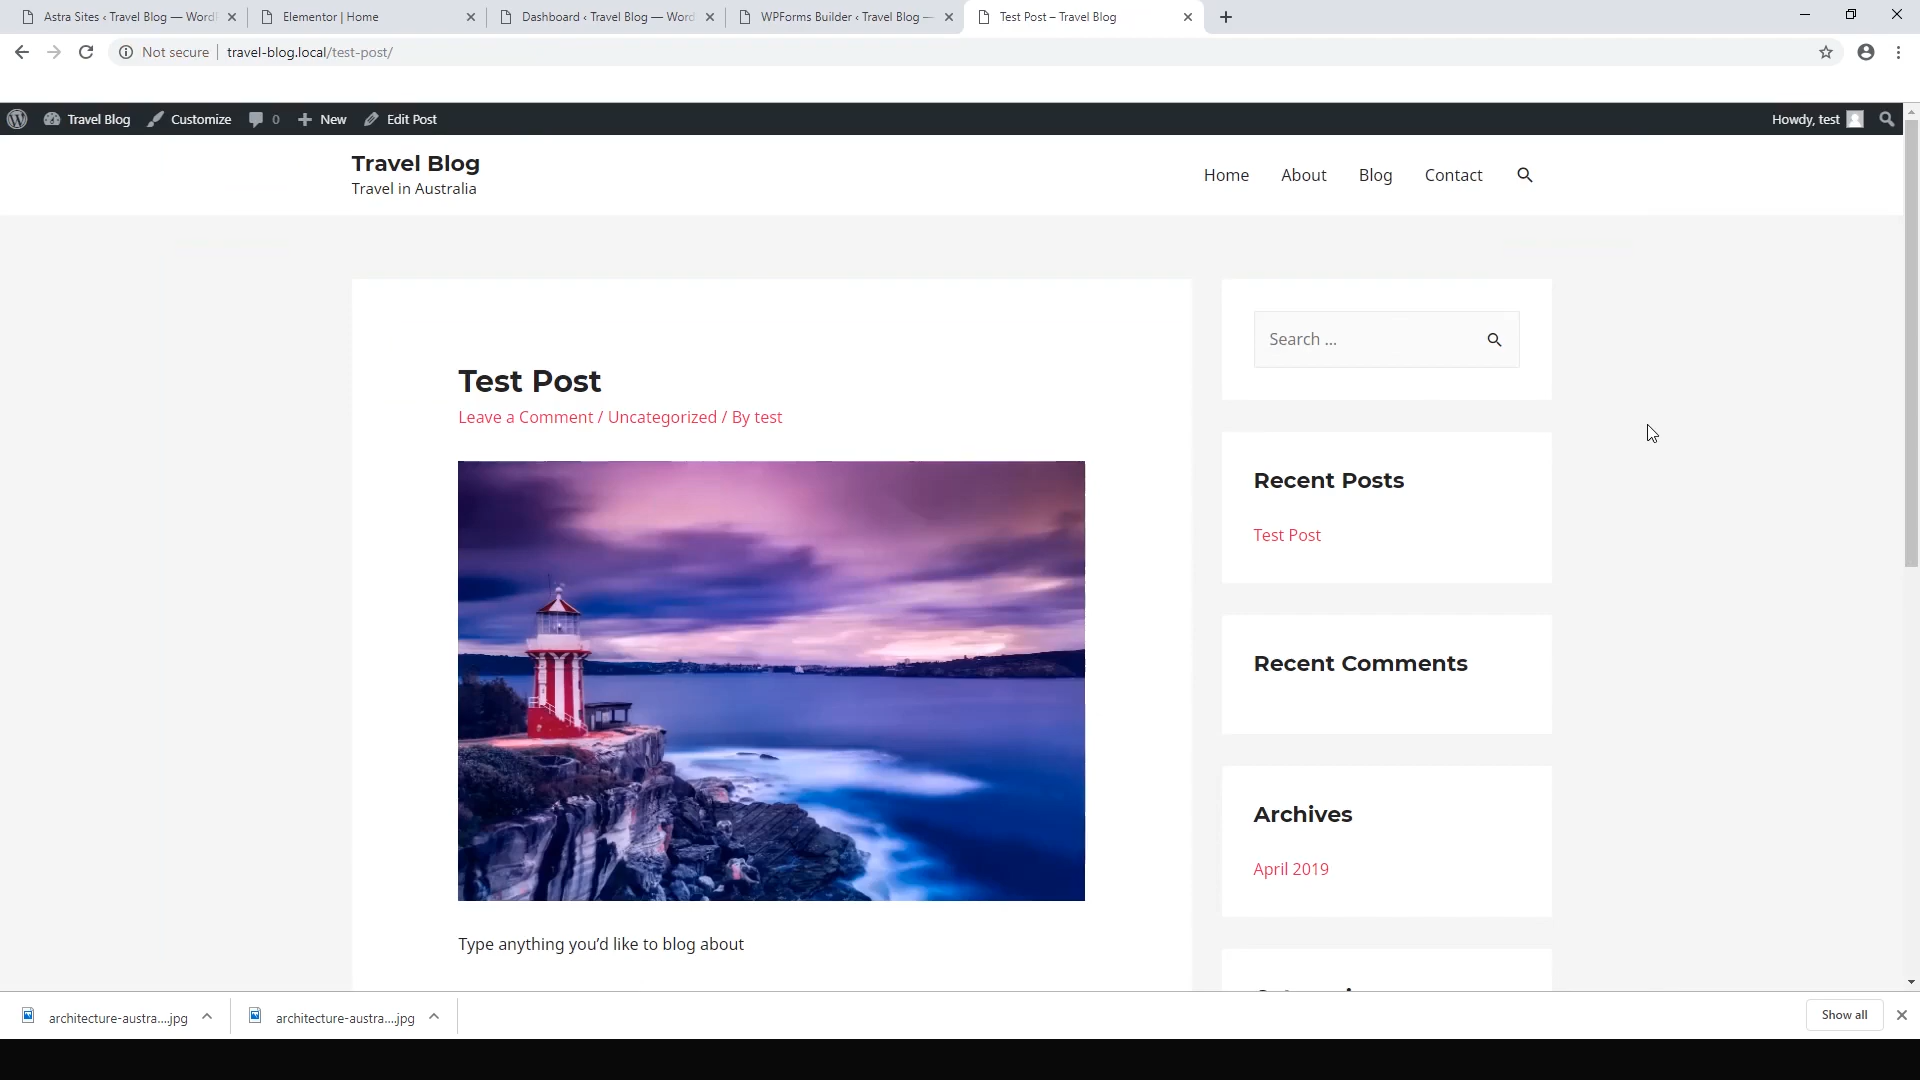 Astra Sites ‹ Travel Blog — Word
Elementor | Home
Dashboard ‹ Travel Blog — Word
WPForms Builder ‹ Travel Blog —
Test Post – Travel Blog
Not secure
travel-blog.local/test-post/
Travel Blog
Customize
0
New
Edit Post
Howdy, test
Travel Blog
Travel in Australia
Home
About
Blog
Contact
Test Post
Leave a Comment / Uncategorized / By test
Search ...
Recent Posts
Test Post
Recent Comments
Archives
April 2019
Type anything you’d like to blog about
architecture-austra....jpg
architecture-austra....jpg
Show all